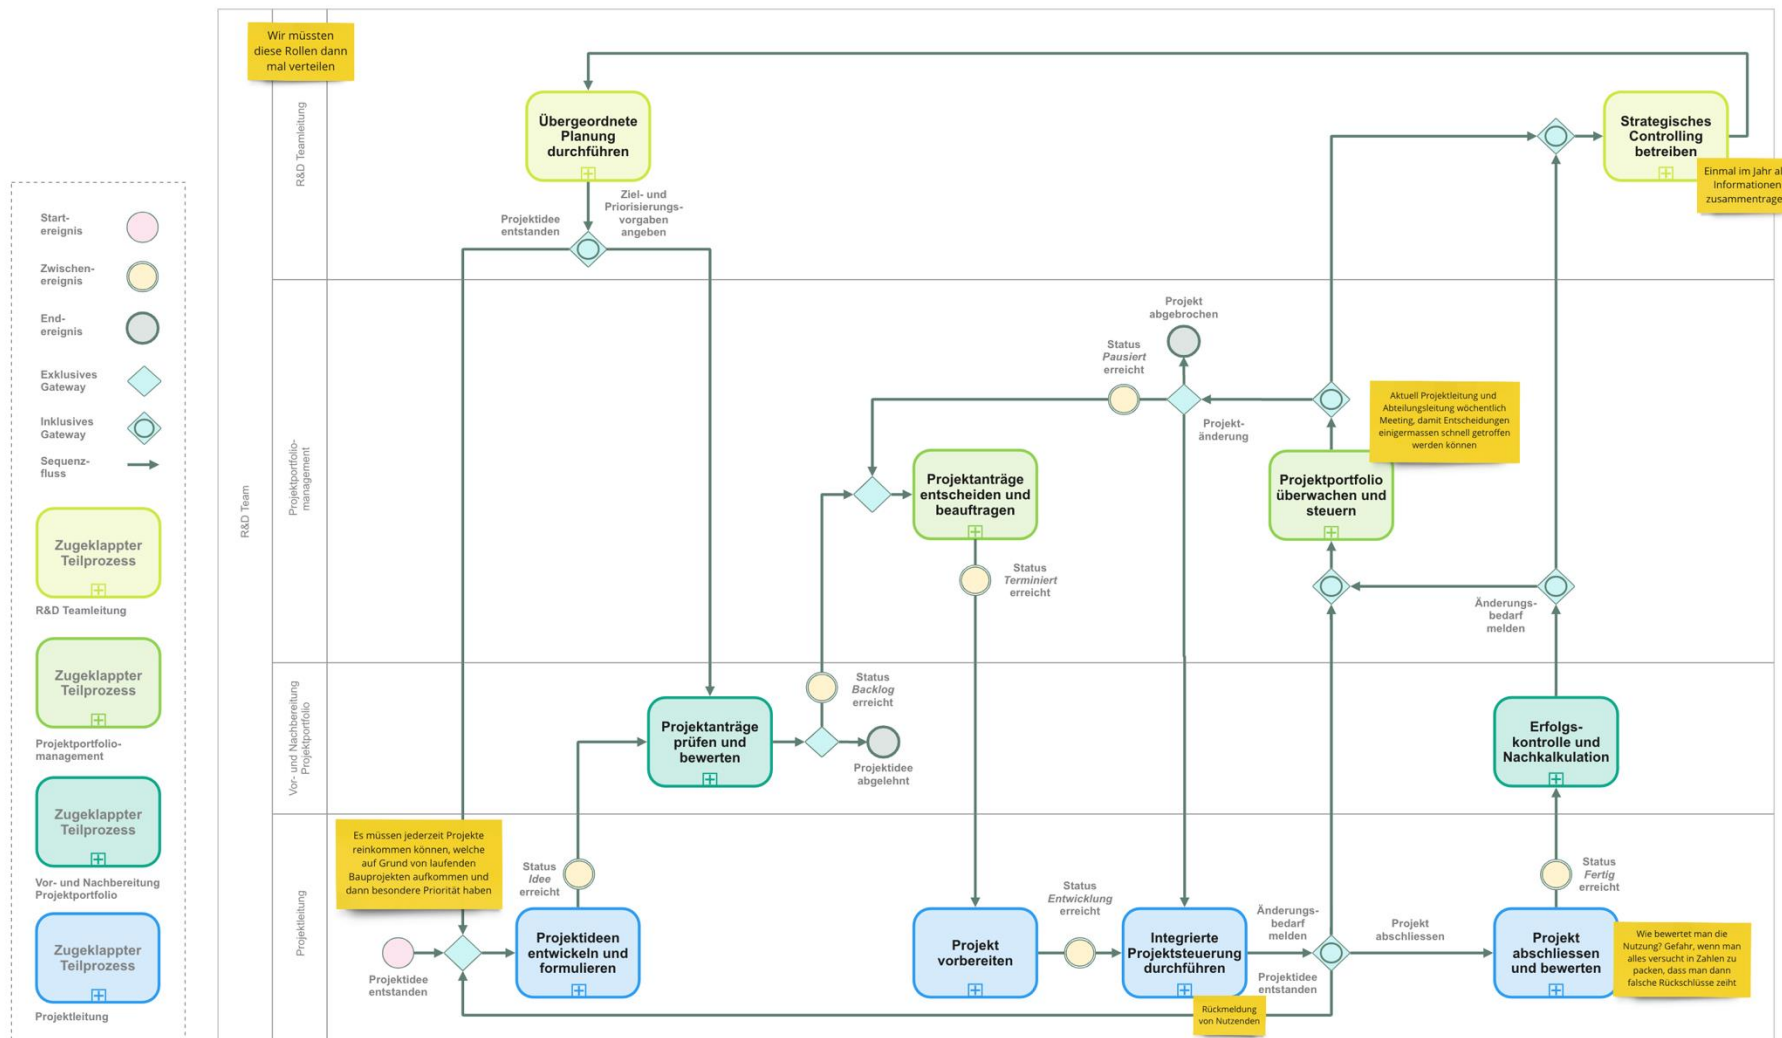 Start-
ereignis
Zwischen-
ereignis
End-
ereignis
Exklusives
Gateway
Inklusives
Gateway
Sequenz-
fluss
Zugeklappter
Teilprozess
R&D Teamleitung
Zugeklappter
Teilprozess
Projektportfolio-
management
Zugeklappter
Teilprozess
Vor- und Nachbereitung
Projektportfolio
Zugeklappter
Teilprozess
Projektleitung
R&D Team
R&D Teamleitung
Wir müssten
diese Rollen dann
mal verteilen
Übergeordnete
Planung
durchführen
Projektidee
entstanden
Ziel- und
Priorisierungs-
vorgaben
angeben
Strategisches
Controlling
betreiben
Einmal im Jahr al
Informationen
zusammentrage
Projektportfolio-
management
Projekt
abgebrochen
Status
Pausiert
erreicht
Projekt-
änderung
Aktuell Projektleitung und
Abteilungsleitung wöchentlich
Meeting, damit Entscheidungen
einigermassen schnell getroffen
werden können
Projektanträge
entscheiden und
beauftragen
Projektportfolio
überwachen und
steuern
Status
Terminiert
erreicht
Änderungs-
bedarf
melden
Vor- und Nachbereitung
Projektportfolio
Status
Backlog
erreicht
Projektanträge
prüfen und
bewerten
Projektidee
abgelehnt
Erfolgs-
kontrolle und
Nachkalkulation
Projektleitung
Es müssen jederzeit Projekte
reinkommen können, welche
auf Grund von laufenden
Bauprojekten aufkommen und
dann besondere Priorität haben
Status
Idee
erreicht
Projektidee
entstanden
Projektideen
entwickeln und
formulieren
Projekt
vorbereiten
Status
Entwicklung
erreicht
Integrierte
Projektsteuerung
durchführen
Rückmeldung
von Nutzenden
Änderungs-
bedarf
melden
Projektidee
entstanden
Projekt
abschliessen
Status
Fertig
erreicht
Projekt
abschliessen
und bewerten
Wie bewertet man die
Nutzung? Gefahr, wenn man
alles versucht in Zahlen zu
packen, dass man dann
falsche Rückschlüsse zeiht